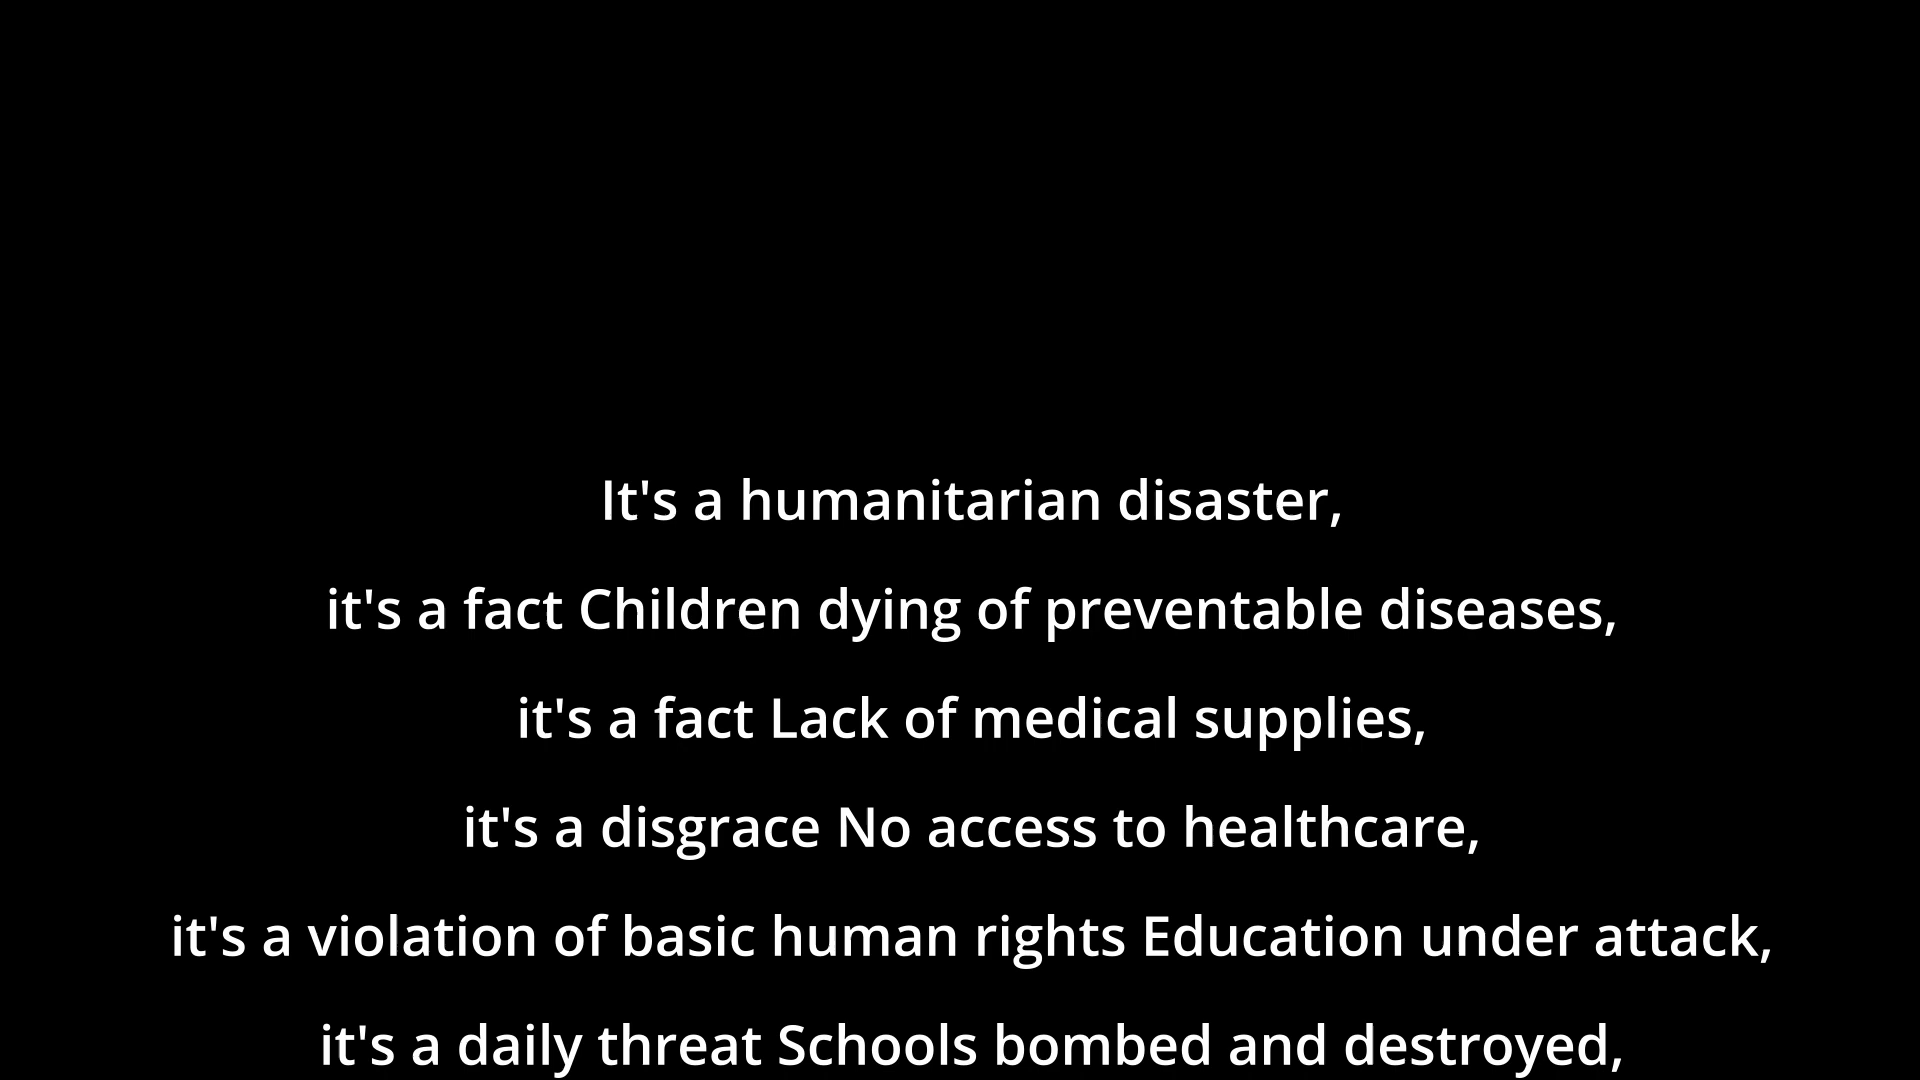 It's a humanitarian disaster,
it's a fact Children dying of preventable diseases,
it's a fact Lack of medical supplies,
it's a disgrace No access to healthcare,
it's a violation of basic human rights Education under attack,
it's a daily threat Schools bombed and destroyed,